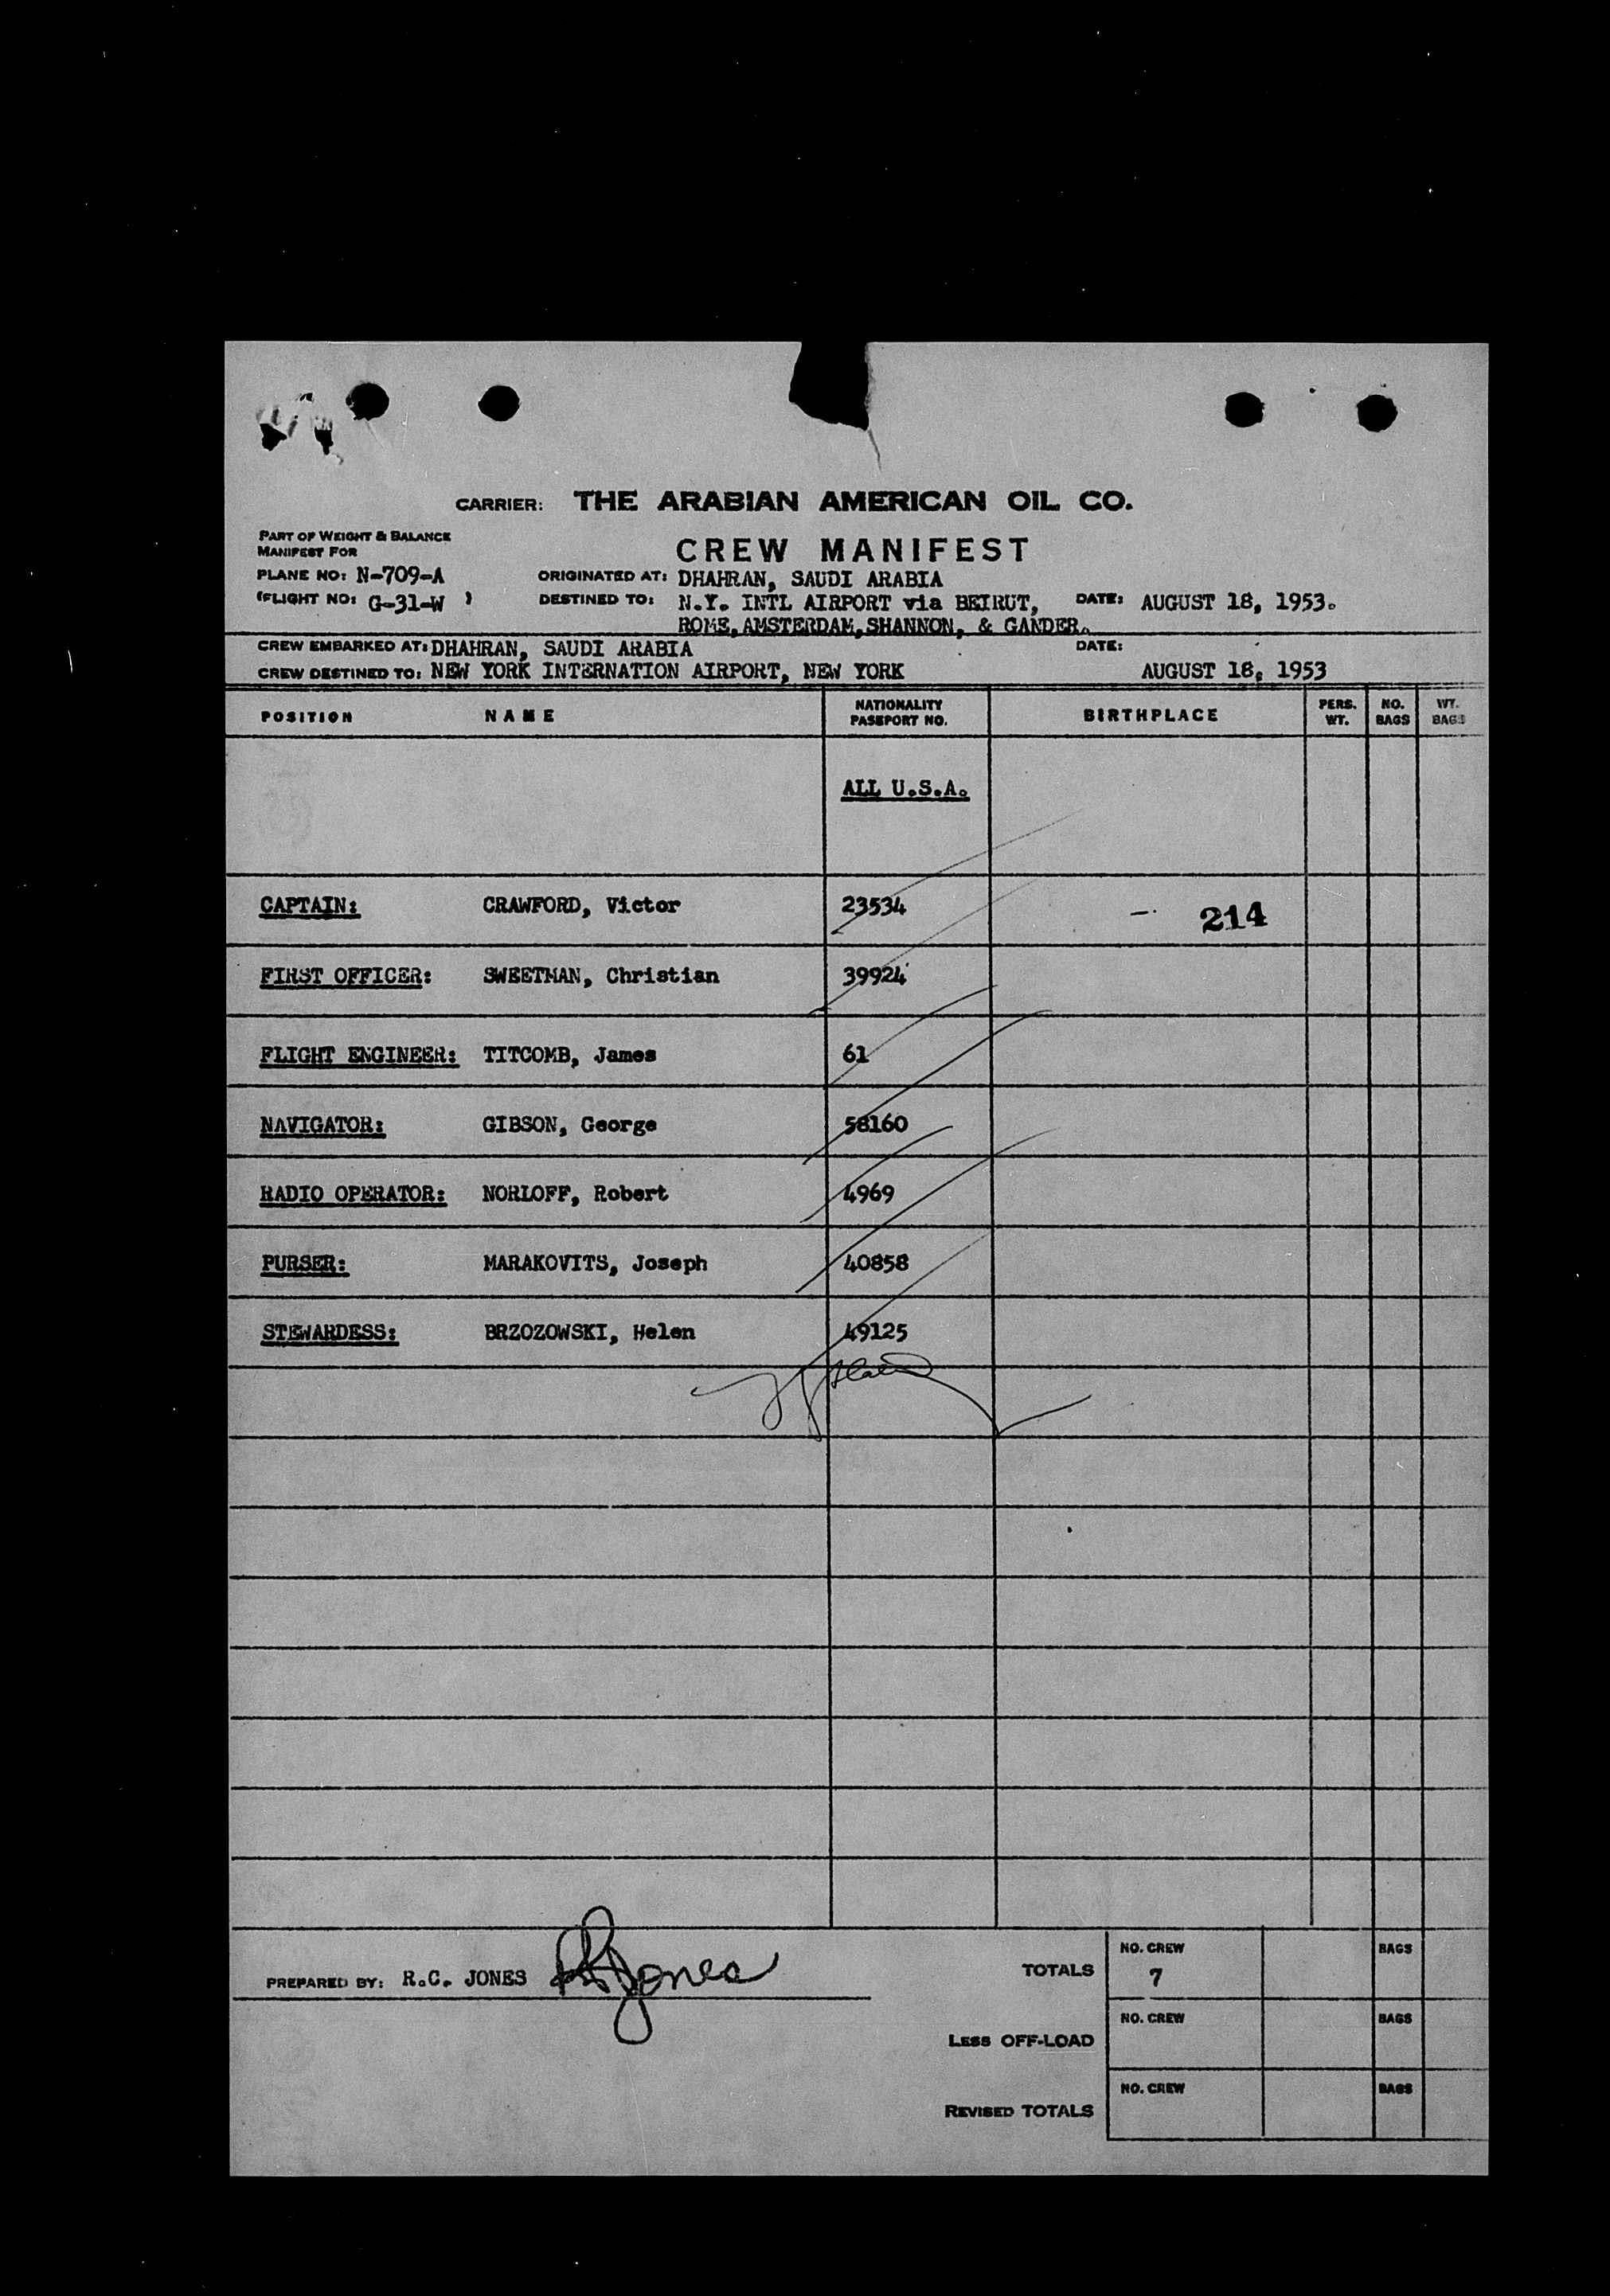 CARRIER: THE ARABIAN AMERICAN OIL CO.
PART OF WEIGHT & BALANCE
MANIFEST FOR
CREW MANIFEST
PLANE NO: N-709-A ORIGINATED AT: DHAHRAN, SAUDI ARABIA
(FLIGHT NO: G-31-W ) DESTINED TO: N.Y. INTL AIRPORT via BEIRUT, DATE: AUGUST 18, 1953.
ROME, AMSTERDAM, SHANNON, & GANDER.
CREW EMBARKED AT: DHAHRAN, SAUDI ARABIA DATE:
CREW DESTINED TO: NEW YORK INTERNATION AIRPORT, NEW YORK AUGUST 18, 1953
POSITION NAME NATIONALITY PASSPORT NO. BIRTHPLACE PERS. WT. NO. BAGS WT. BAGS
ALL U.S.A.
CAPTAIN: CRAWFORD, Victor 23534 - 214
FIRST OFFICER: SWEETMAN, Christian 39924
FLIGHT ENGINEER: TITCOMB, James 61
NAVIGATOR: GIBSON, George 58160
RADIO OPERATOR: NORLOFF, Robert 4969
PURSER: MARAKOVITS, Joseph 40858
STEWARDESS: BRZOZOWSKI, Helen 49125
PREPARED BY: R.C. JONES RCJones
TOTALS NO. CREW 7 BAGS
LESS OFF-LOAD NO. CREW BAGS
REVISED TOTALS NO. CREW BAGS